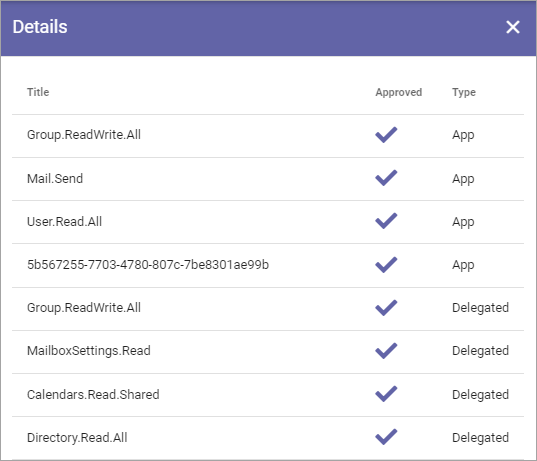 Details
Title Approved Type
Group.ReadWrite.All App
Mail.Send App
User.Read.All App
5b567255-7703-4780-807c-7be8301ae99b App
Group.ReadWrite.All Delegated
MailboxSettings.Read Delegated
Calendars.Read.Shared Delegated
Directory.Read.All Delegated